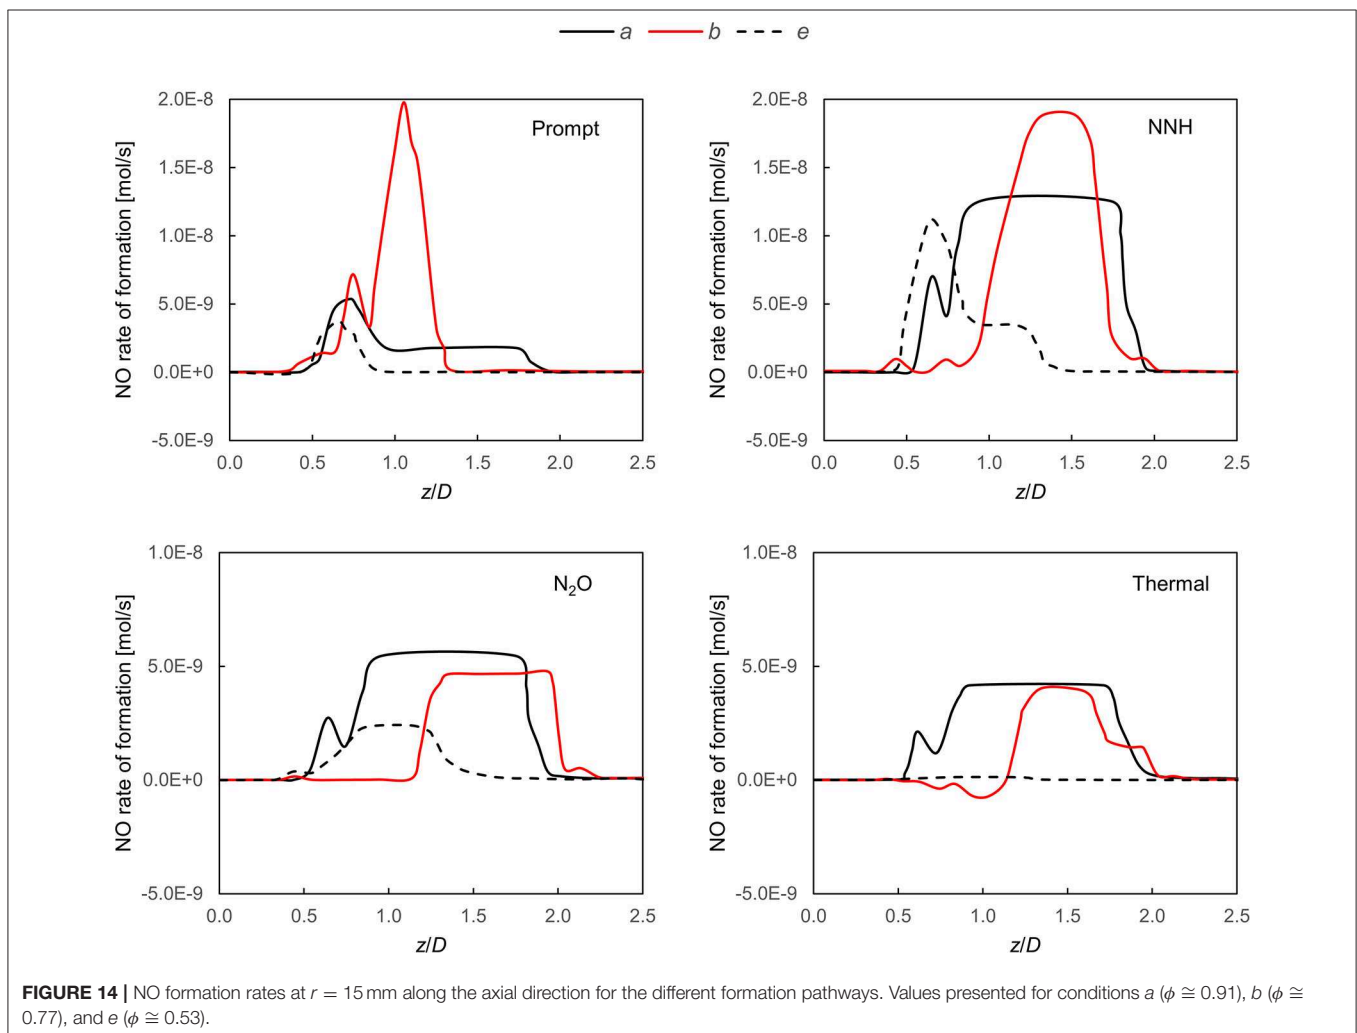 a b e
2.0E-8
1.5E-8
1.0E-8
5.0E-9
0.0E+0
-5.0E-9
NO rate of formation [mol/s]
Prompt
0.0 0.5 1.0 1.5 2.0 2.5
z/D
2.0E-8
1.5E-8
1.0E-8
5.0E-9
0.0E+0
-5.0E-9
NO rate of formation [mol/s]
NNH
0.0 0.5 1.0 1.5 2.0 2.5
z/D
1.0E-8
5.0E-9
0.0E+0
-5.0E-9
NO rate of formation [mol/s]
N₂O
0.0 0.5 1.0 1.5 2.0 2.5
z/D
1.0E-8
5.0E-9
0.0E+0
-5.0E-9
NO rate of formation [mol/s]
Thermal
0.0 0.5 1.0 1.5 2.0 2.5
z/D
FIGURE 14 | NO formation rates at r = 15 mm along the axial direction for the different formation pathways. Values presented for conditions a (ϕ ≅ 0.91), b (ϕ ≅
0.77), and e (ϕ ≅ 0.53).